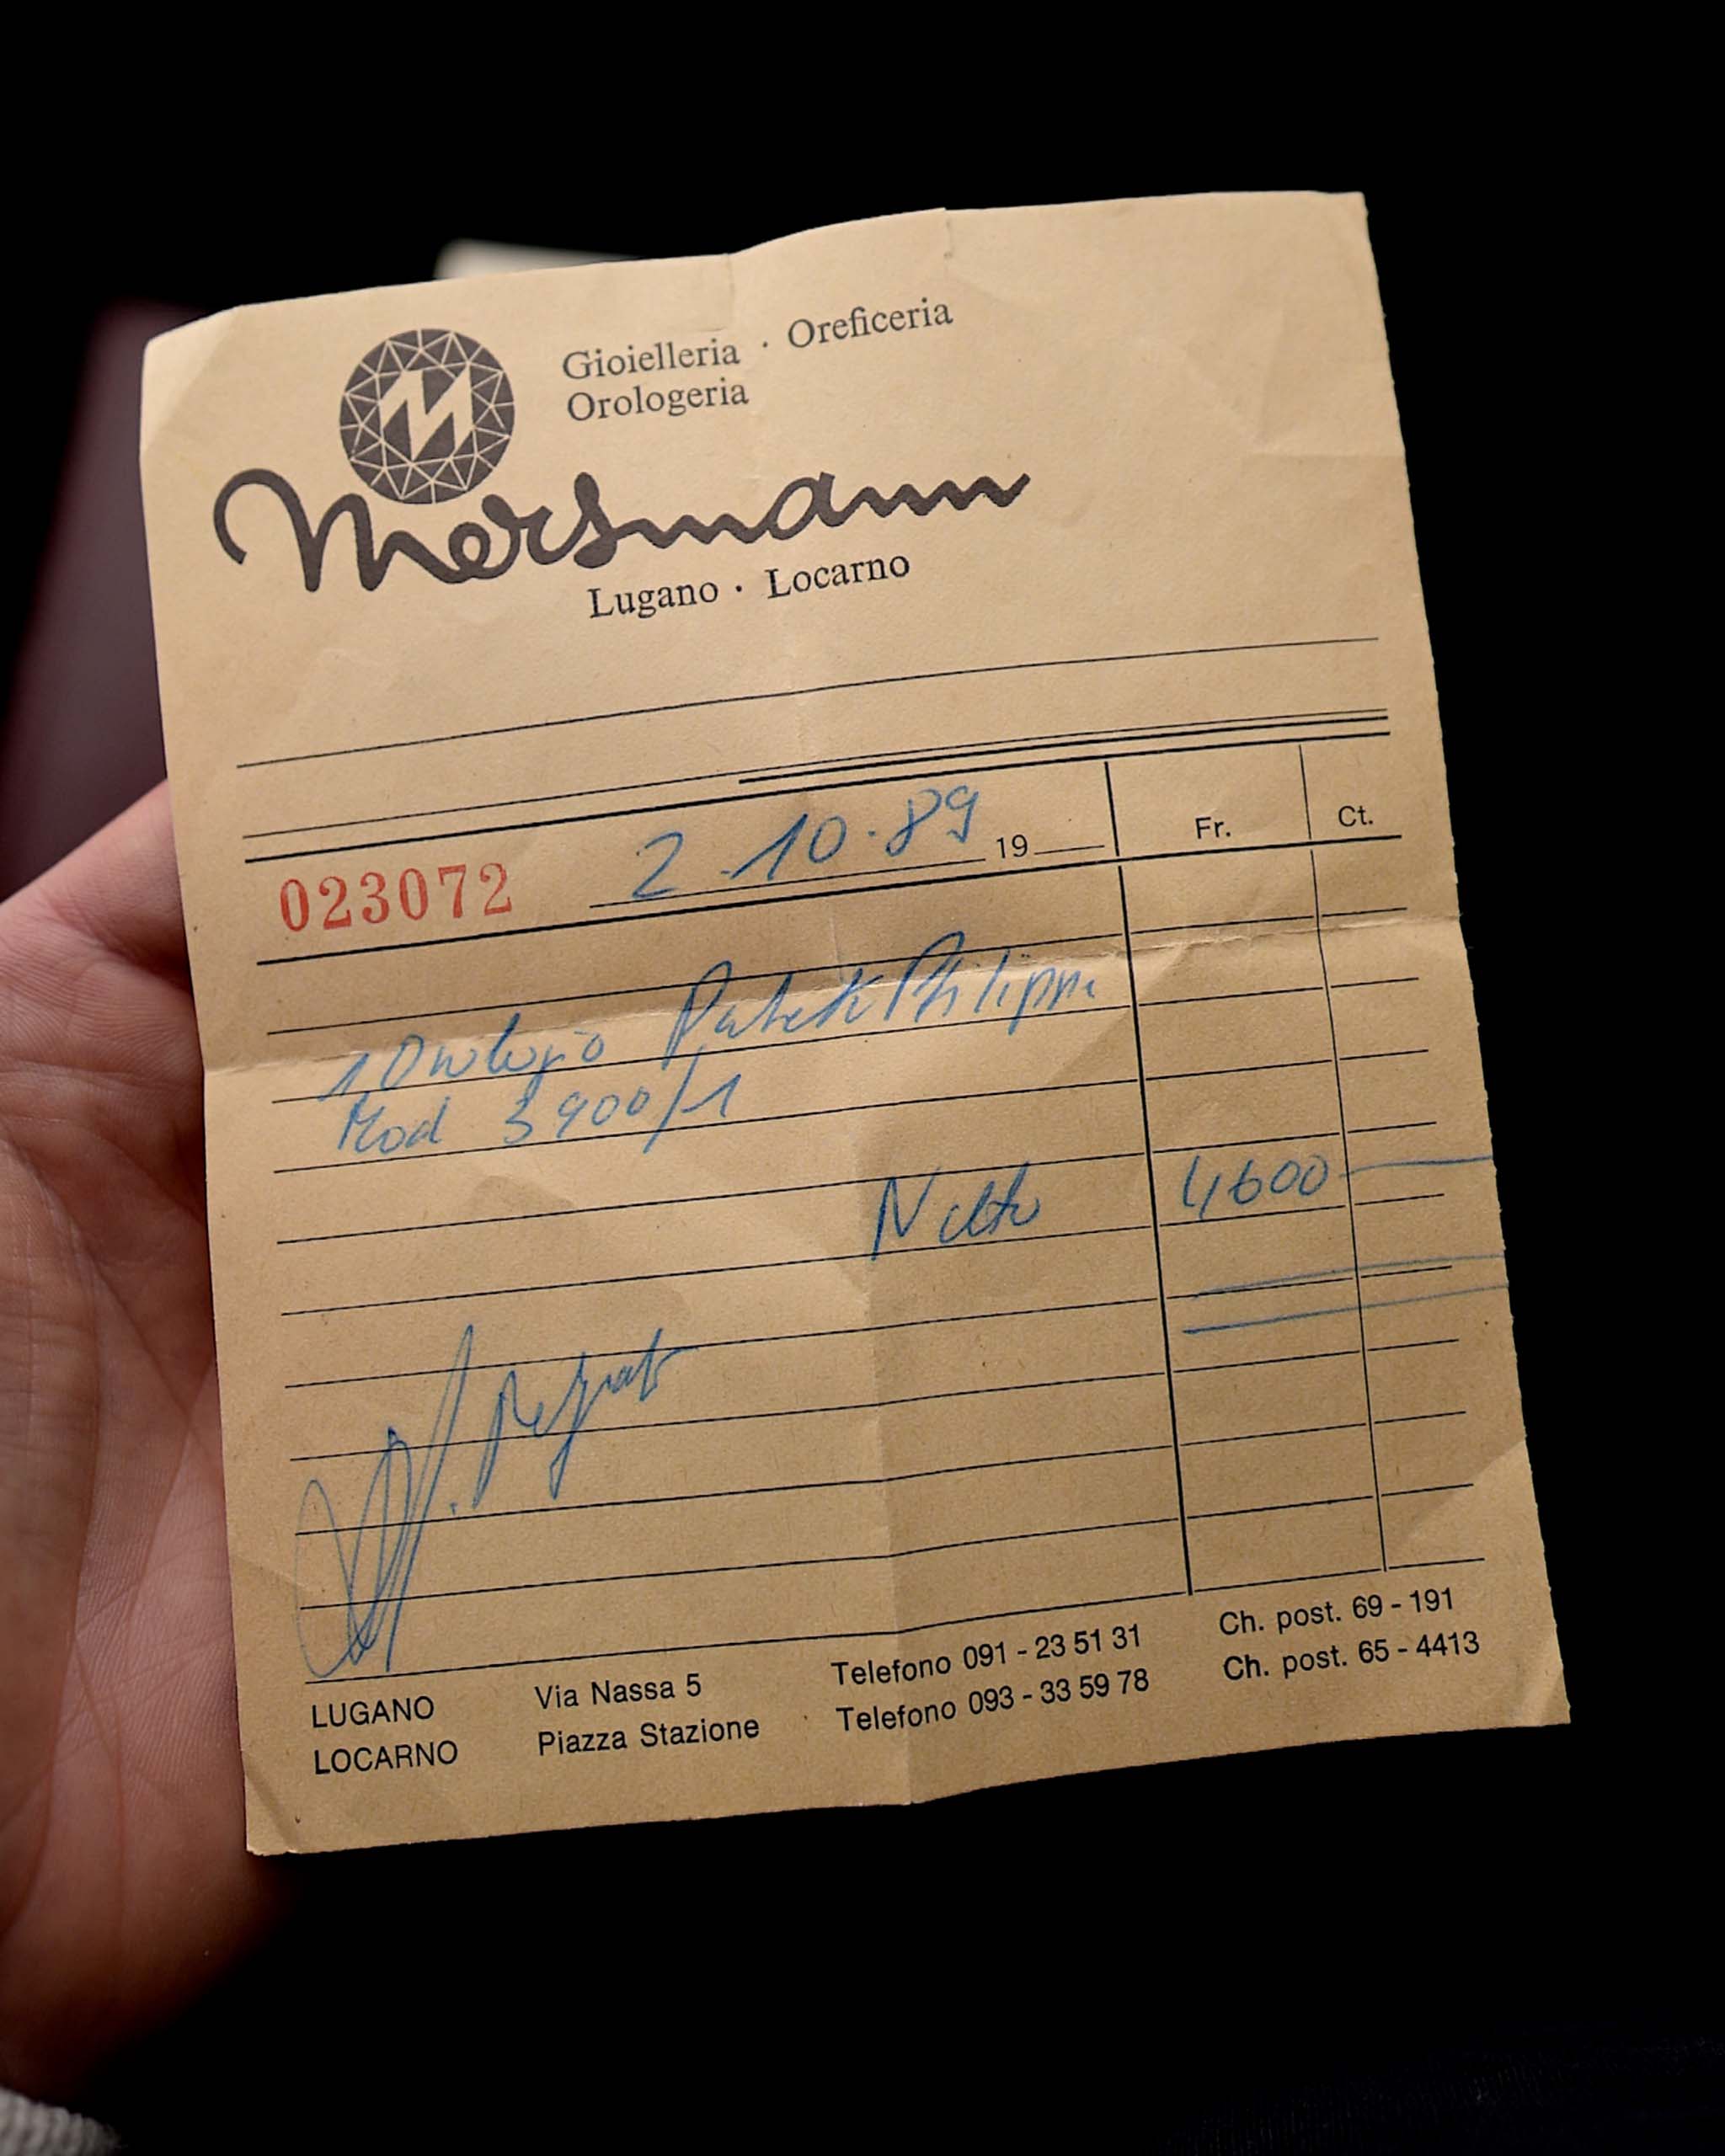 M
Gioielleria · Oreficeria
Orologeria
Mersmann
Lugano · Locarno
023072 2.10.89 19 Fr. Ct.
1 Orologio Patek Philippe
Mod 3900/1
Netto 4600
LUGANO Via Nassa 5 Telefono 091 - 23 51 31 Ch. post. 69 - 191
LOCARNO Piazza Stazione Telefono 093 - 33 59 78 Ch. post. 65 - 4413